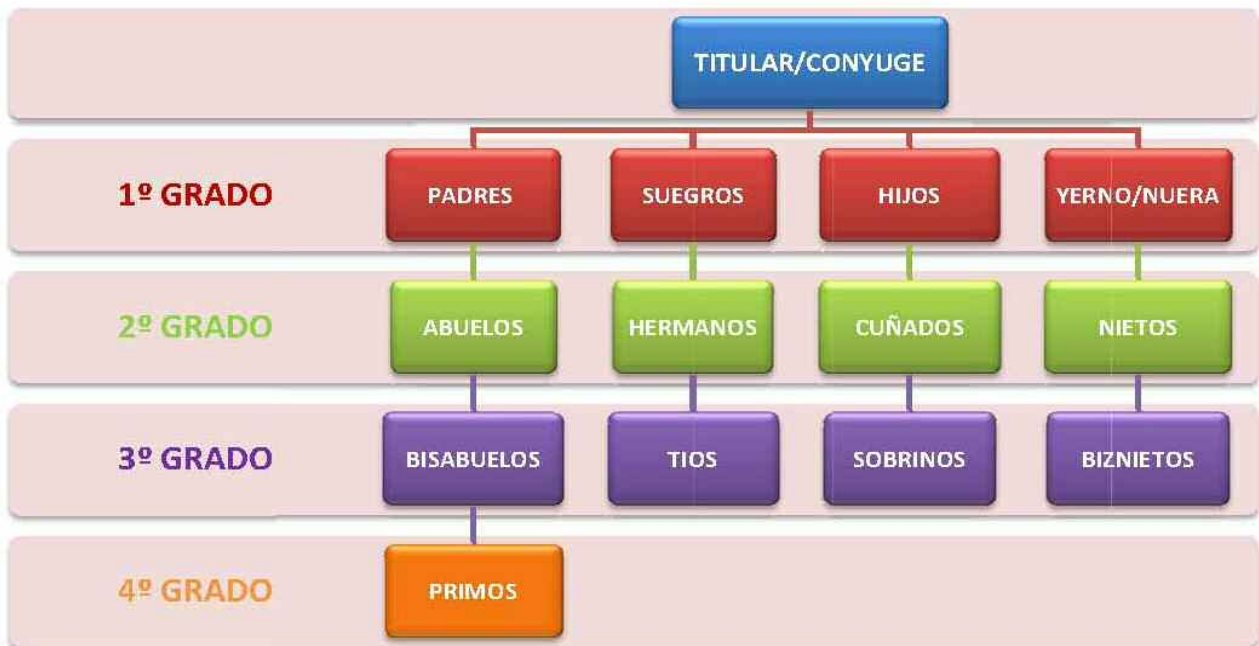 TITULAR/CONYUGE
1º GRADO
PADRES
SUEGROS
HIJOS
YERNO/NUERA
2º GRADO
ABUELOS
HERMANOS
CUÑADOS
NIETOS
3º GRADO
BISABUELOS
TIOS
SOBRINOS
BIZNIETOS
4º GRADO
PRIMOS